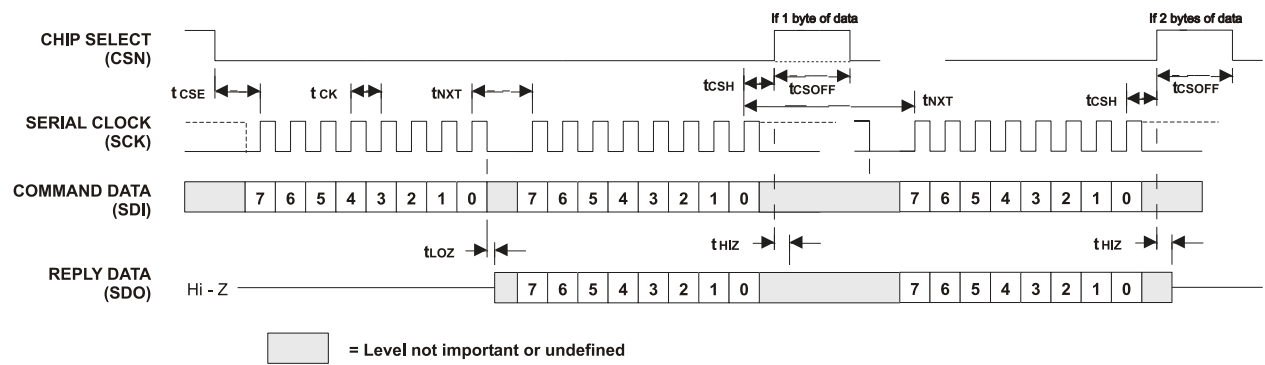 If 1 byte of data
If 2 bytes of data
CHIP SELECT
(CSN)
tCSE
tCK
tNXT
tCSH
tCSOFF
tNXT
tCSH
tCSOFF
SERIAL CLOCK
(SCK)
COMMAND DATA
(SDI)
7 6 5 4 3 2 1 0 7 6 5 4 3 2 1 0 7 6 5 4 3 2 1 0
tLOZ
tHIZ
tHIZ
REPLY DATA
(SDO)
Hi - Z
7 6 5 4 3 2 1 0 7 6 5 4 3 2 1 0
= Level not important or undefined